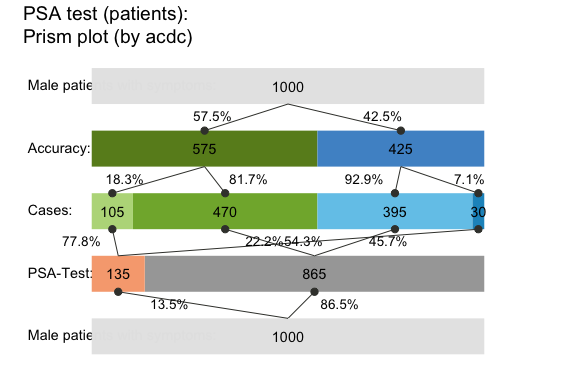 PSA test (patients):
Prism plot (by acdc)
Male patie
1000
57.5% 42.5%
Accuracy: 575 425
18.3% 81.7% 92.9% 7.1%
Cases: 105 470 395 30
77.8% 22.2% 54.3% 45.7%
PSA-Test: 135 865
13.5% 86.5%
Male patie
1000